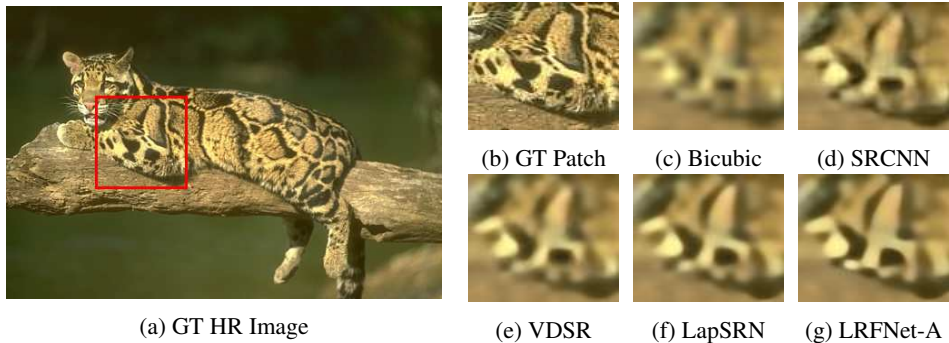 (b) GT Patch
(c) Bicubic
(d) SRCNN
(a) GT HR Image
(e) VDSR
(f) LapSRN
(g) LRFNet-A